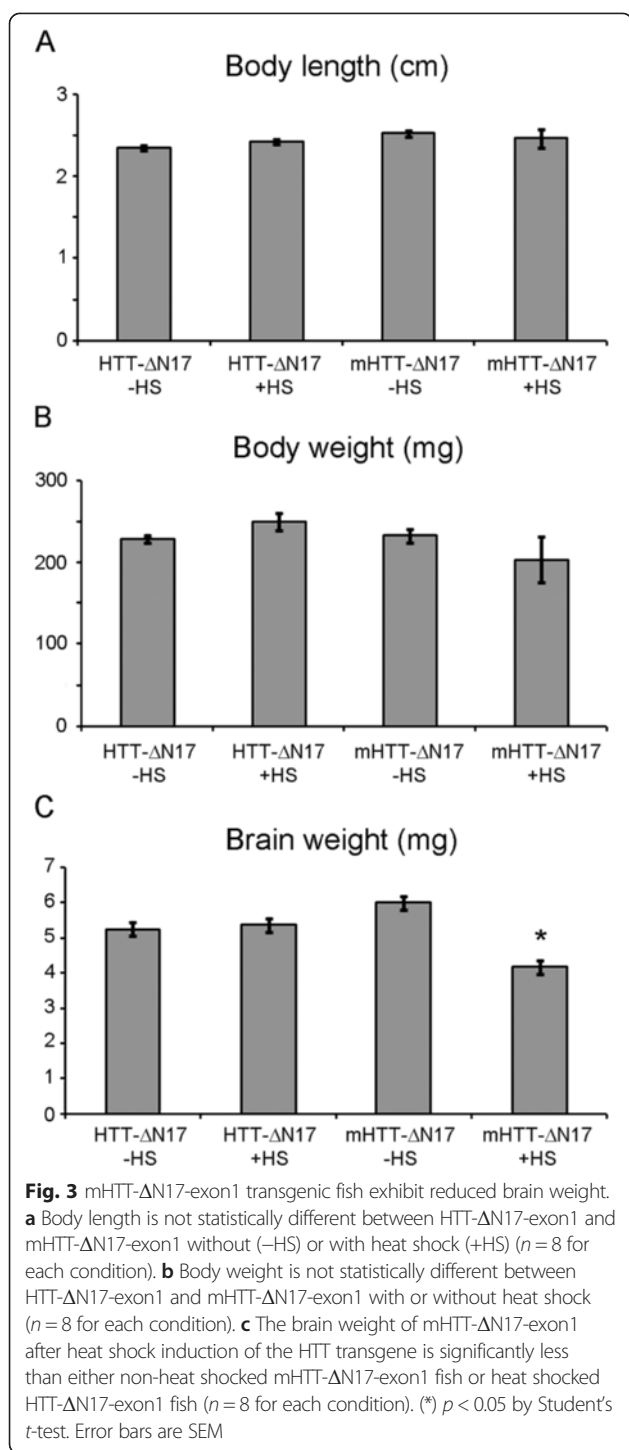 A
Body length (cm)
3
2
1
0
HTT-ΔN17 HTT-ΔN17 mHTT-ΔN17 mHTT-ΔN17
-HS +HS -HS +HS
B
Body weight (mg)
300
200
100
0
HTT-ΔN17 HTT-ΔN17 mHTT-ΔN17 mHTT-ΔN17
-HS +HS -HS +HS
C
Brain weight (mg)
7
6
5
*
4
3
2
1
0
HTT-ΔN17 HTT-ΔN17 mHTT-ΔN17 mHTT-ΔN17
-HS +HS -HS +HS
Fig. 3 mHTT-ΔN17-exon1 transgenic fish exhibit reduced brain weight.
a Body length is not statistically different between HTT-ΔN17-exon1 and
mHTT-ΔN17-exon1 without (−HS) or with heat shock (+HS) (n = 8 for
each condition). b Body weight is not statistically different between
HTT-ΔN17-exon1 and mHTT-ΔN17-exon1 with or without heat shock
(n = 8 for each condition). c The brain weight of mHTT-ΔN17-exon1
after heat shock induction of the HTT transgene is significantly less
than either non-heat shocked mHTT-ΔN17-exon1 fish or heat shocked
HTT-ΔN17-exon1 fish (n = 8 for each condition). (*) p < 0.05 by Student's
t-test. Error bars are SEM